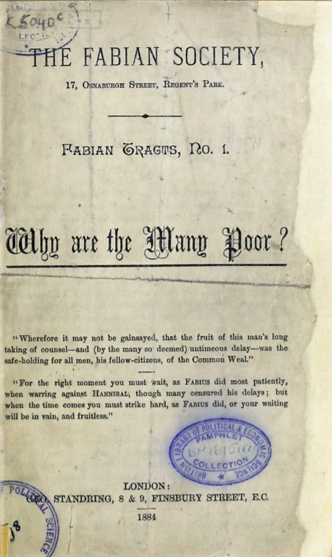 K5040
THE FABIAN SOCIETY,
17, OSNABURGH STREET, REGENT'S PARK.
FABIAN TRACTS, No. 1.
Why are the Many Poor?
"Wherefore it may not be gainsayed, that the fruit of this man's long
taking of counsel—and (by the many so deemed) untimeous delay—was the
safe-holding for all men, his fellow-citizens, of the Common Weal."
"For the right moment you must wait, as FABIUS did most patiently,
when warring against HANNIBAL, though many censured his delays; but
when the time comes you must strike hard, as FABIUS did, or your waiting
will be in vain, and fruitless."
BRITISH LIBRARY OF POLITICAL & ECONOMIC SCIENCE
PAMPHLET
COLLECTION
POLITICAL SCIENCE
LONDON:
GEO. STANDRING, 8 & 9, FINSBURY STREET, E.C.
1884